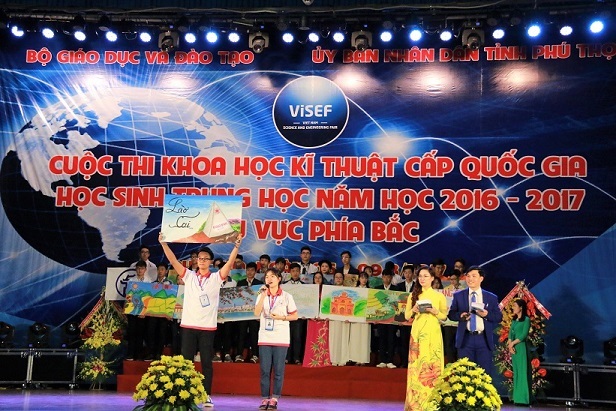 BỘ GIÁO DỤC VÀ ĐÀO TẠO
ỦY BAN NHÂN DÂN TỈNH PHÚ THỌ
ViSEF
VIET NAM
SCIENCE AND ENGINEERING FAIR
CUỘC THI KHOA HỌC KĨ THUẬT CẤP QUỐC GIA
HỌC SINH TRUNG HỌC NĂM HỌC 2016 - 2017
VỰC PHÍA BẮC
Lào
Cai